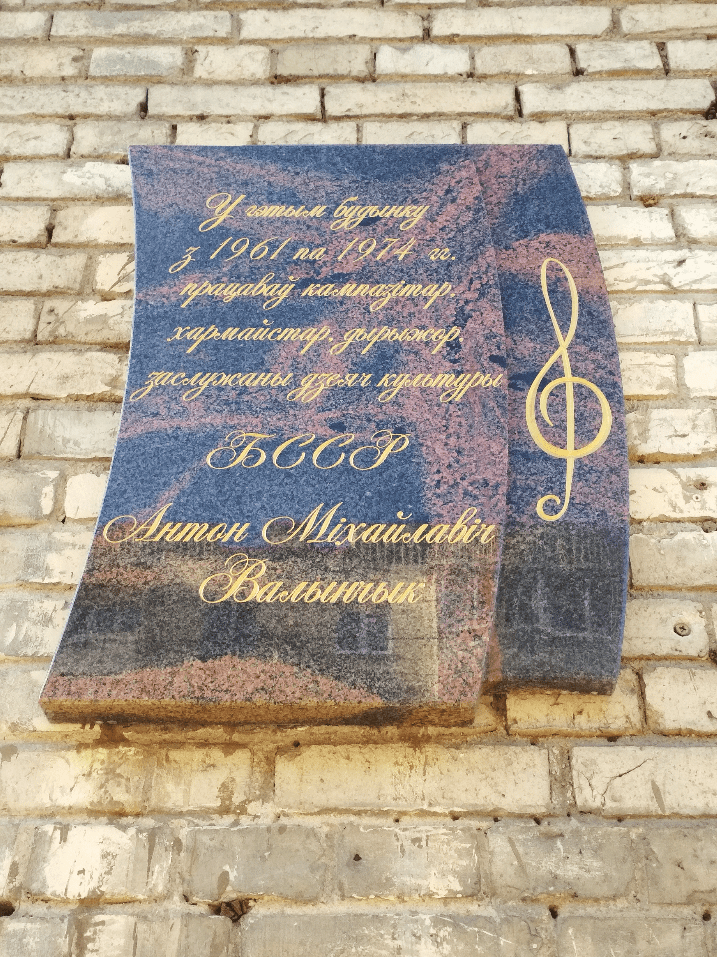 У гэтым будынку
з 1961 па 1974 гг.
працаваў кампазітар,
хармайстар, дырыжор,
заслужаны дзеяч культуры
БССР
Антон Міхайлавіч
Валынчык